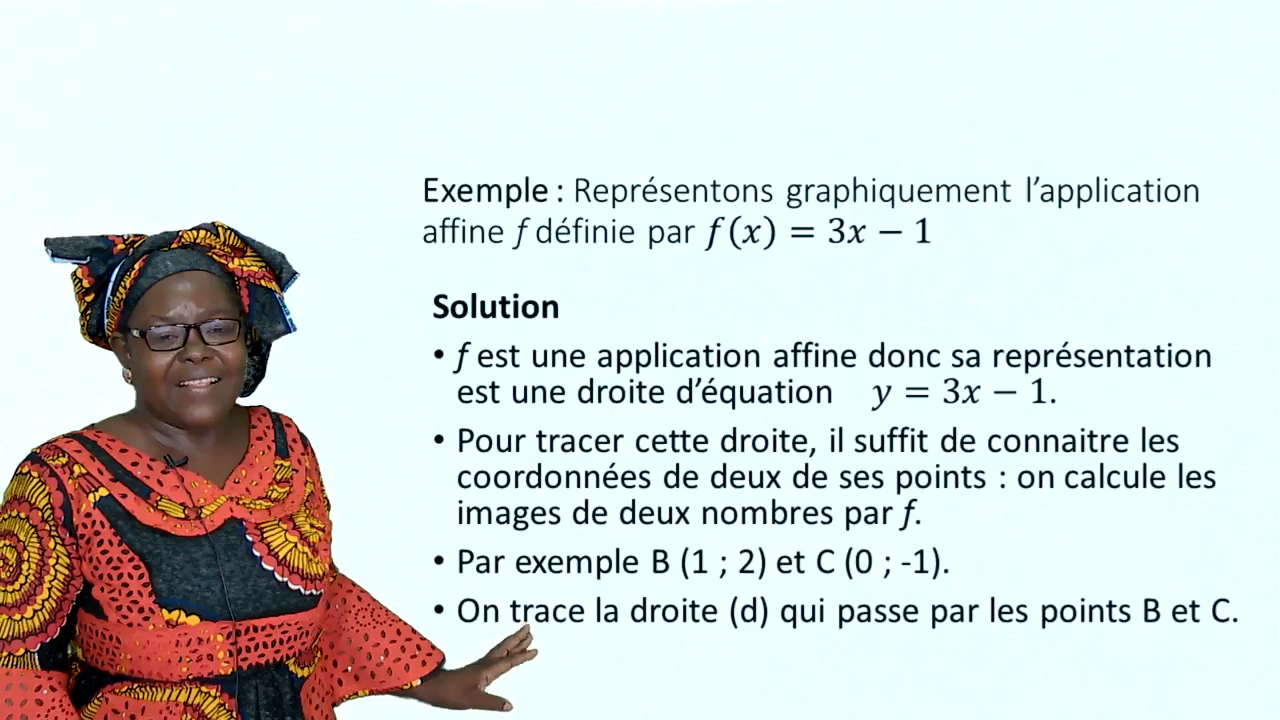 Exemple : Représentons graphiquement l’application
affine f définie par f(x) = 3x − 1
Solution
• f est une application affine donc sa représentation
est une droite d’équation y = 3x − 1.
• Pour tracer cette droite, il suffit de connaitre les
coordonnées de deux de ses points : on calcule les
images de deux nombres par f.
• Par exemple B (1 ; 2) et C (0 ; -1).
• On trace la droite (d) qui passe par les points B et C.